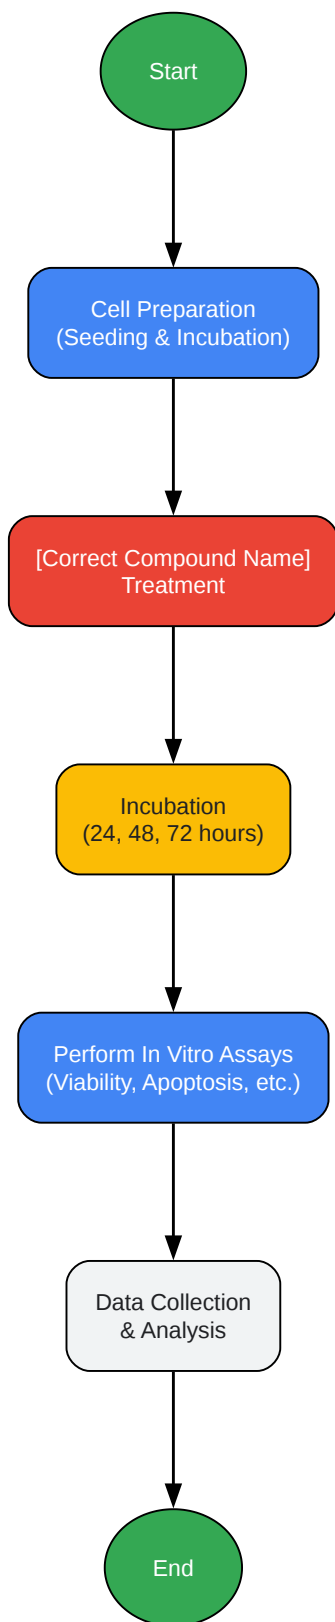 Start
Cell Preparation
(Seeding & Incubation)
[Correct Compound Name]
Treatment
Incubation
(24, 48, 72 hours)
Perform In Vitro Assays
(Viability, Apoptosis, etc.)
Data Collection
& Analysis
End